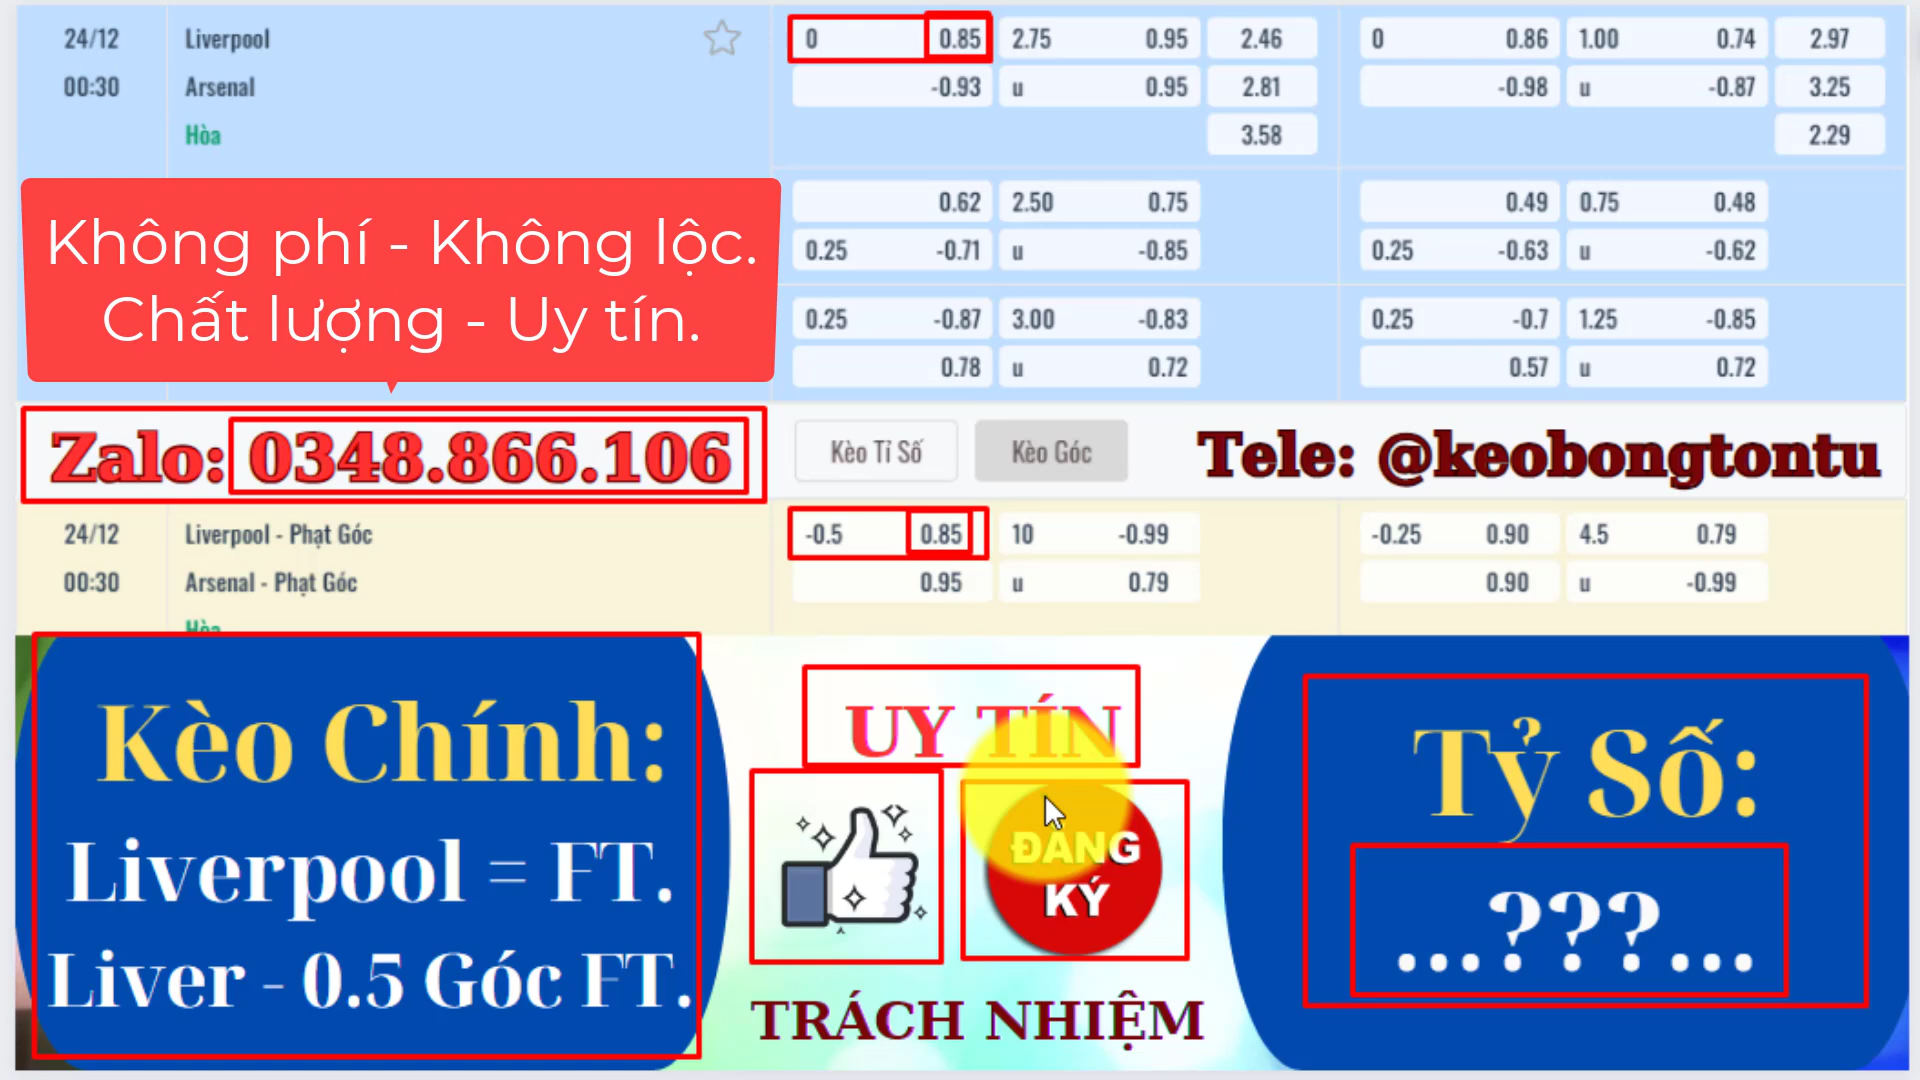 24/12 Liverpool 0 0.85 2.75 0.95 2.46 0 0.86 1.00 0.74 2.97
00:30 Arsenal -0.93 u 0.95 2.81 -0.98 u -0.87 3.25
Hòa 3.58 2.29
0.62 2.50 0.75 0.49 0.75 0.48
0.25 -0.71 u -0.85 0.25 -0.63 u -0.62
0.25 -0.87 3.00 -0.83 0.25 -0.7 1.25 -0.85
0.78 u 0.72 0.57 u 0.72
Không phí - Không lộc.
Chất lượng - Uy tín.
Zalo: 0348.866.106
Kèo Tỉ Số Kèo Góc
Tele: @keobongtontu
24/12 Liverpool - Phạt Góc -0.5 0.85 10 -0.99 -0.25 0.90 4.5 0.79
00:30 Arsenal - Phạt Góc 0.95 u 0.79 0.90 u -0.99
Hòa
Kèo Chính:
Liverpool = FT.
Liver - 0.5 Góc FT.
UY TÍN
ĐĂNG
KÝ
TRÁCH NHIỆM
Tỷ Số:
...???...